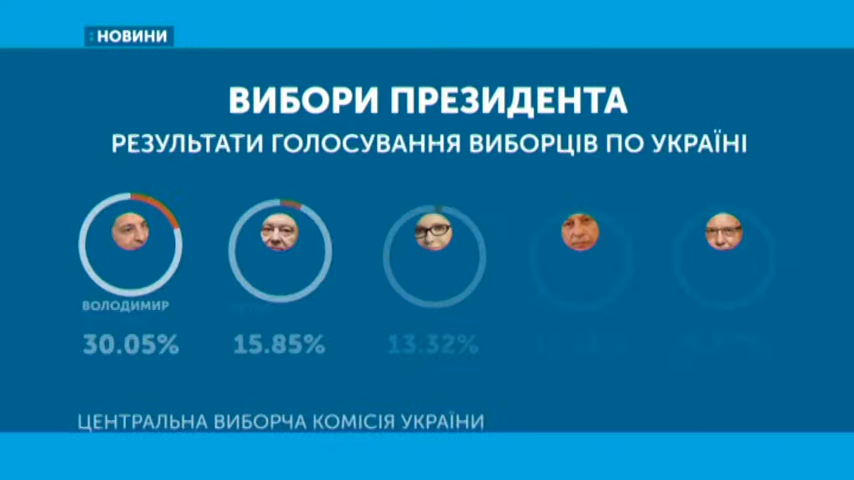 : НОВИНИ
ВИБОРИ ПРЕЗИДЕНТА
РЕЗУЛЬТАТИ ГОЛОСУВАННЯ ВИБОРЦІВ ПО УКРАЇНІ
ВОЛОДИМИР
30.05% 15.85% 13.32%
ЦЕНТРАЛЬНА ВИБОРЧА КОМІСІЯ УКРАЇНИ